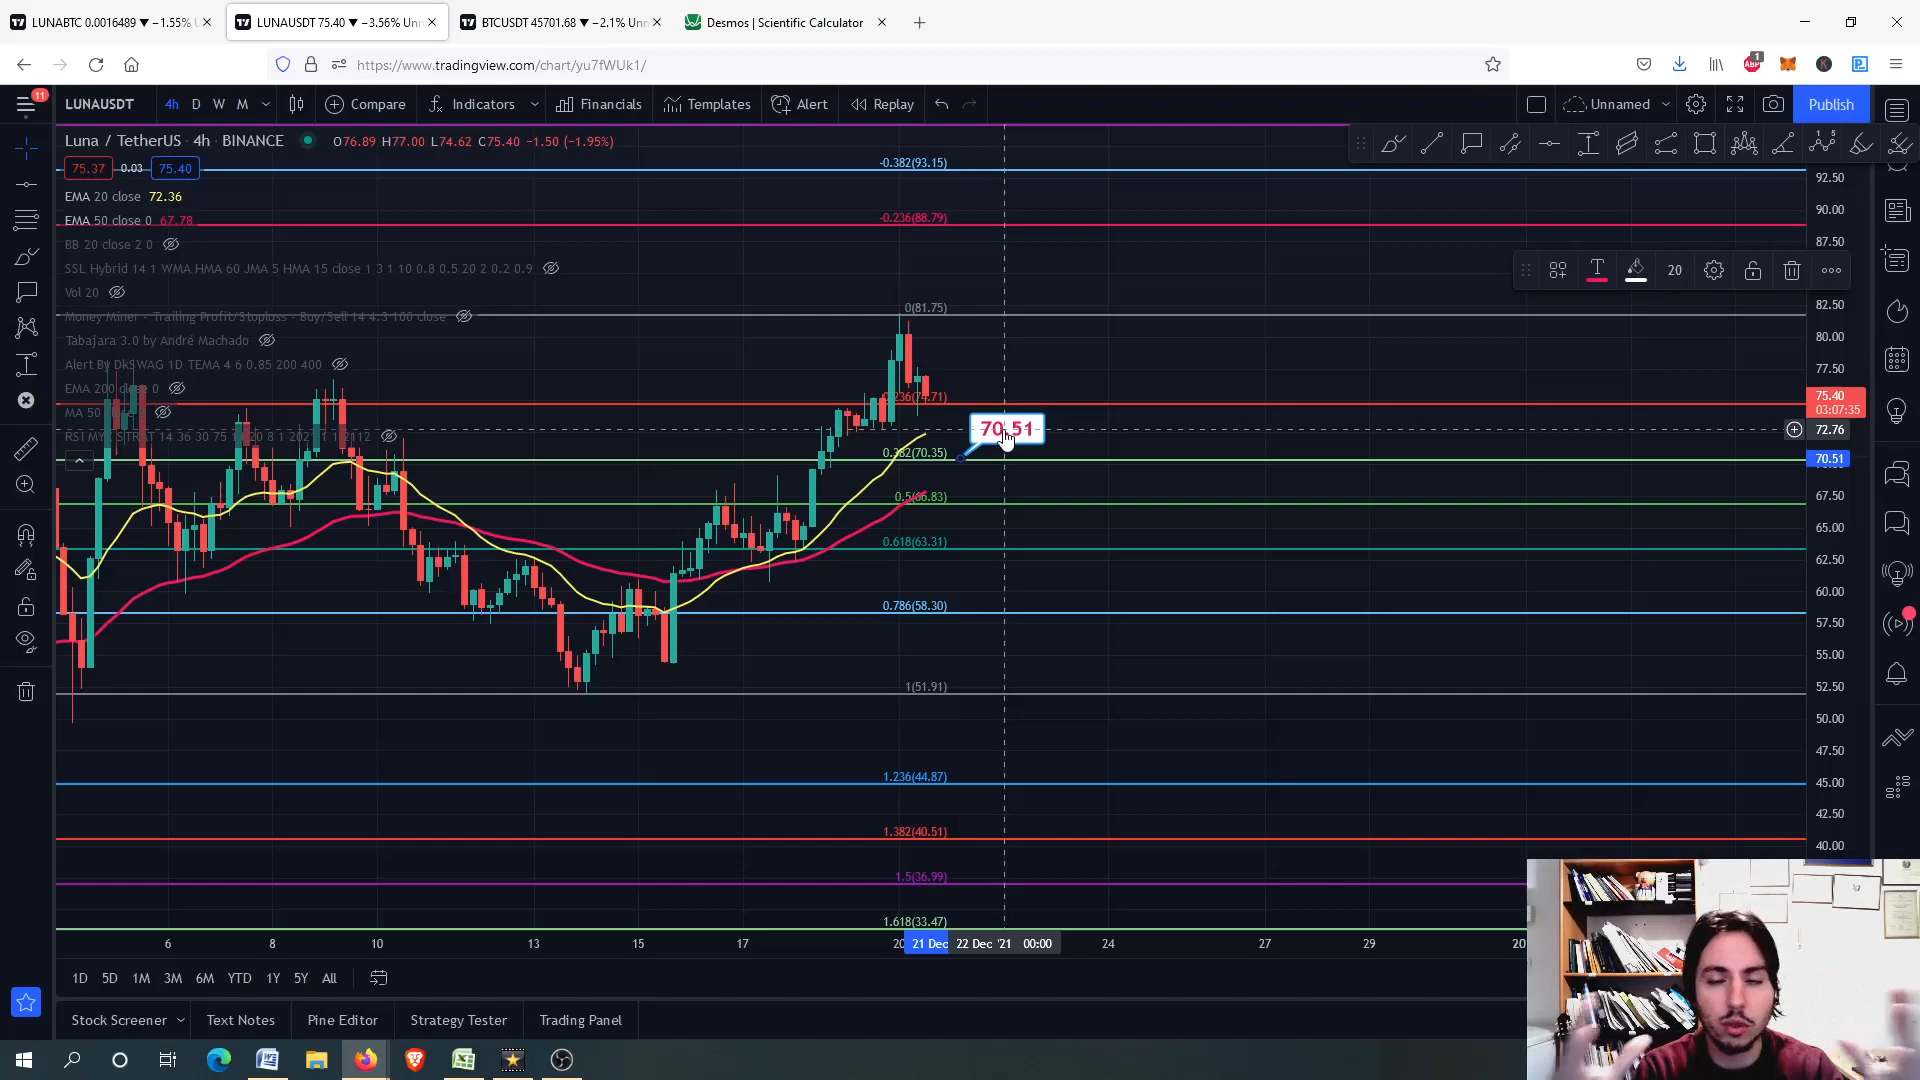 LUNABTC 0.0016489 ▼ −1.55%
LUNAUSDT 75.40 ▼ −3.56% Unn
BTCUSDT 45701.68 ▼ −2.1% Unn
Desmos | Scientific Calculator
https://www.tradingview.com/chart/yu7fWUk1/
1
11
LUNAUSDT 4h D W M Compare Indicators Financials Templates Alert Replay Unnamed Publish
Luna / TetherUS · 4h · BINANCE O76.89 H77.00 L74.62 C75.40 −1.50 (−1.95%)
75.37 0.03 75.40
EMA 20 close 72.36
EMA 50 close 0 67.78
BB 20 close 2 0
SSL Hybrid 14 1 WMA HMA 60 JMA 5 HMA 15 close 1 3 1 10 0.8 0.5 20 2 0.2 0.9
Vol 20
Money Miner - Trailing Profit/Stoploss - Buy/Sell 14 4.3 100 close
Tabajara 3.0 by André Machado
Alert By DkSWAG 1D TEMA 4 6 0.85 200 400
EMA 200 close 0
MA 50
20
-0.382(93.15)
-0.236(88.79)
0(81.75)
0.236(74.71)
70.51
0.382(70.35)
0.5(66.83)
0.618(63.31)
0.786(58.30)
1(51.91)
1.236(44.87)
1.382(40.51)
1.5(36.99)
1.618(33.47)
92.50
90.00
87.50
82.50
80.00
77.50
75.40
03:07:35
72.76
70.51
67.50
65.00
62.50
60.00
57.50
55.00
52.50
50.00
47.50
45.00
42.50
40.00
6 8 10 13 15 17 20 21 Dec 22 Dec '21 00:00 24 27 29 20
1D 5D 1M 3M 6M YTD 1Y 5Y All
Stock Screener Text Notes Pine Editor Strategy Tester Trading Panel